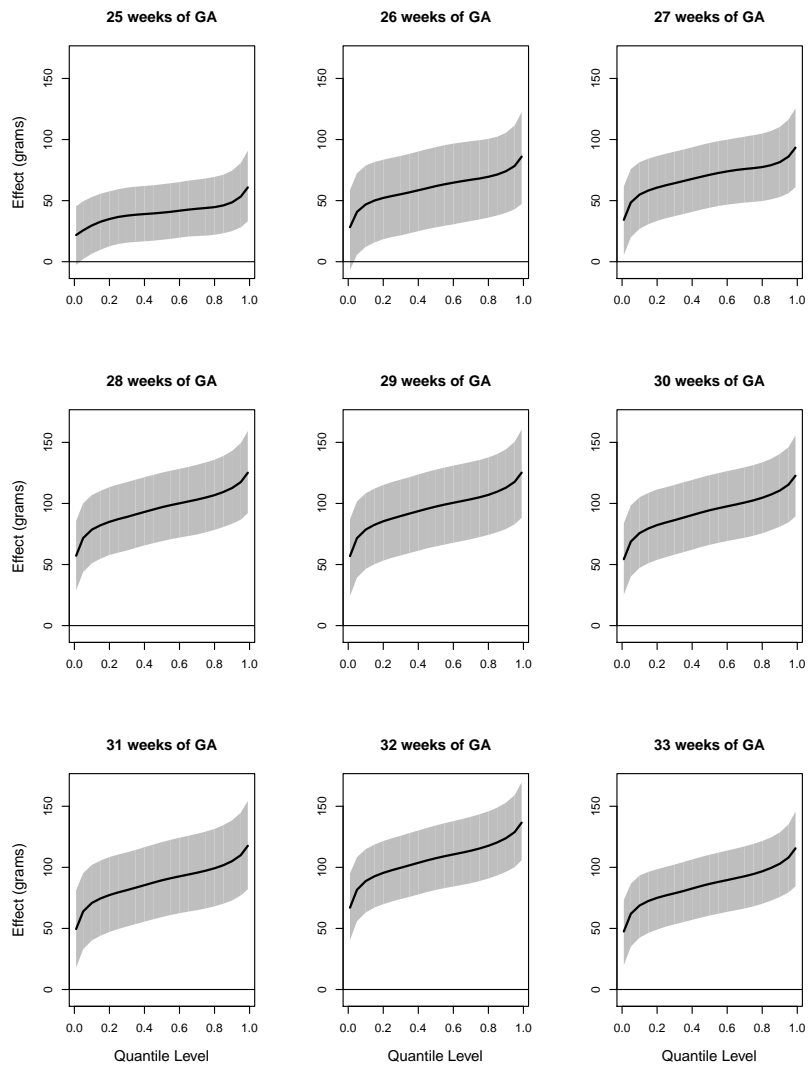 25 weeks of GA
26 weeks of GA
27 weeks of GA
Effect (grams)
0 50 100 150
0 50 100 150
0 50 100 150
0.0 0.2 0.4 0.6 0.8 1.0
0.0 0.2 0.4 0.6 0.8 1.0
0.0 0.2 0.4 0.6 0.8 1.0
28 weeks of GA
29 weeks of GA
30 weeks of GA
Effect (grams)
0 50 100 150
0 50 100 150
0 50 100 150
0.0 0.2 0.4 0.6 0.8 1.0
0.0 0.2 0.4 0.6 0.8 1.0
0.0 0.2 0.4 0.6 0.8 1.0
31 weeks of GA
32 weeks of GA
33 weeks of GA
Effect (grams)
0 50 100 150
0 50 100 150
0 50 100 150
0.0 0.2 0.4 0.6 0.8 1.0
0.0 0.2 0.4 0.6 0.8 1.0
0.0 0.2 0.4 0.6 0.8 1.0
Quantile Level
Quantile Level
Quantile Level